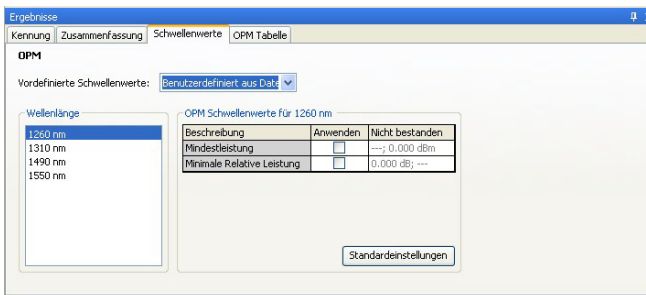 Ergebnisse
Kennung Zusammenfassung Schwellenwerte OPM Tabelle
OPM
Vordefinierte Schwellenwerte: Benutzerdefiniert aus Date
Wellenlänge
1260 nm
1310 nm
1490 nm
1550 nm
OPM Schwellenwerte für 1260 nm
Beschreibung Anwenden Nicht bestanden
Mindestleistung ---; 0.000 dBm
Minimale Relative Leistung 0.000 dB; ---
Standardeinstellungen